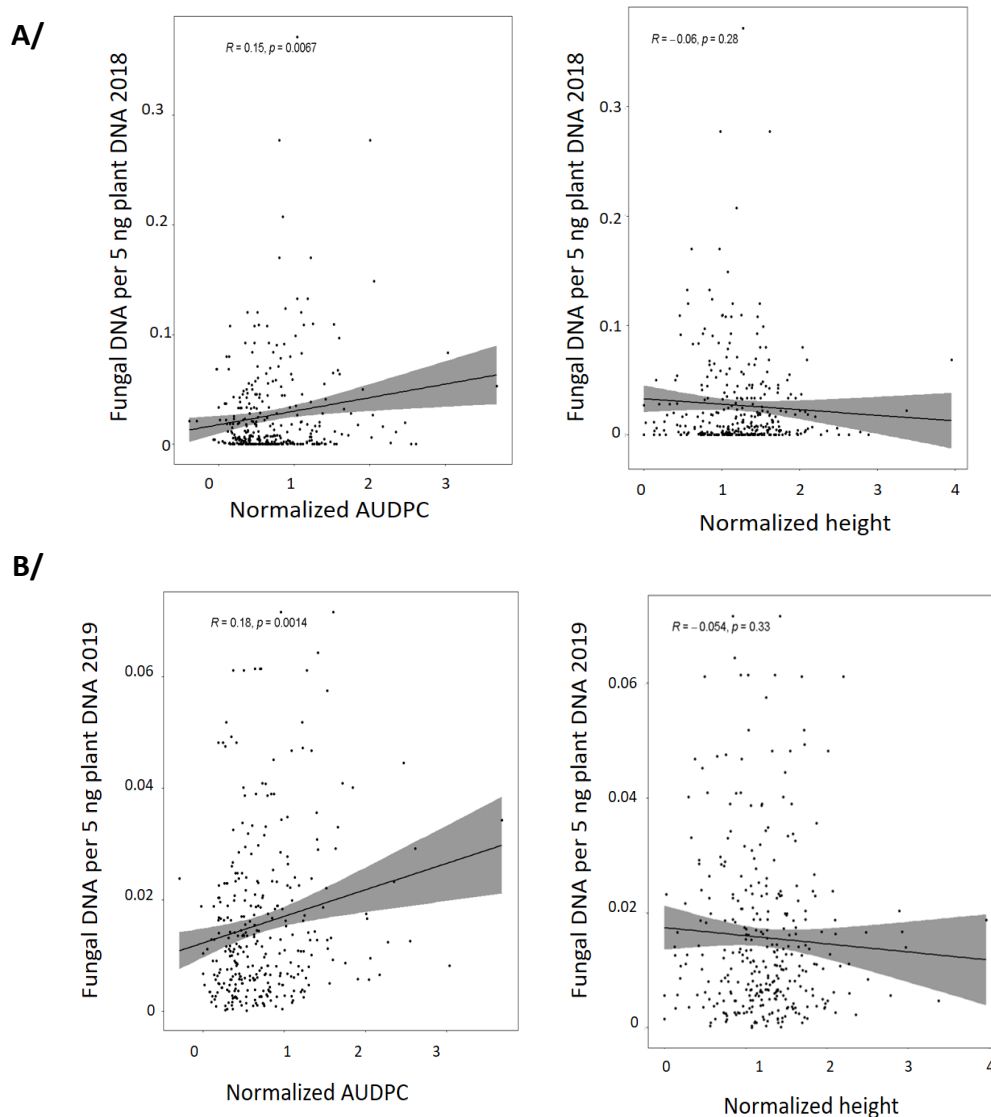 A/
R = 0.15, p = 0.0067
Fungal DNA per 5 ng plant DNA 2018
0.3
0.2
0.1
0
0
1
2
3
Normalized AUDPC
R = −0.06, p = 0.28
Fungal DNA per 5 ng plant DNA 2018
0.3
0.2
0.1
0
0
1
2
3
4
Normalized height
B/
R = 0.18, p = 0.0014
Fungal DNA per 5 ng plant DNA 2019
0.06
0.04
0.02
0
0
1
2
3
Normalized AUDPC
R = −0.054, p = 0.33
Fungal DNA per 5 ng plant DNA 2019
0.06
0.04
0.02
0
0
1
2
3
4
Normalized height